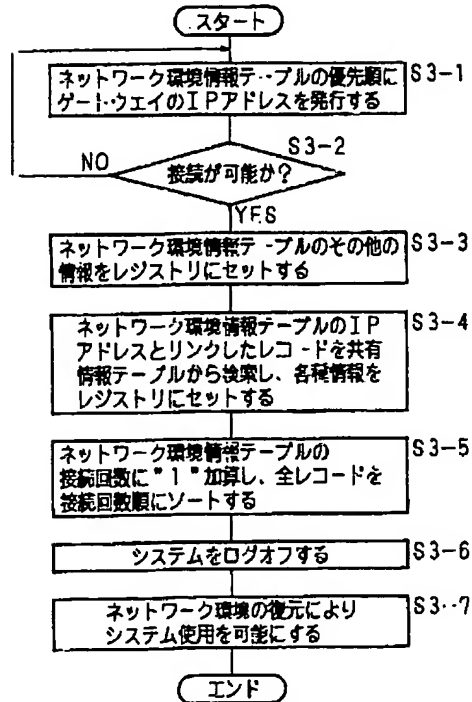 スタート
ネットワーク環境情報テーブルの優先順に S3-1
ゲートウェイのIPアドレスを発行する
S3-2
NO
接続が可能か?
YES
ネットワーク環境情報テーブルのその他の S3-3
情報をレジストリにセットする
ネットワーク環境情報テーブルのIP S3-4
アドレスとリンクしたレコードを共有
情報テーブルから検索し、各種情報を
レジストリにセットする
ネットワーク環境情報テーブルの S3-5
接続回数に"1"加算し、全レコードを
接続回数順にソートする
システムをログオフする S3-6
ネットワーク環境の復元により S3-7
システム使用を可能にする
エンド